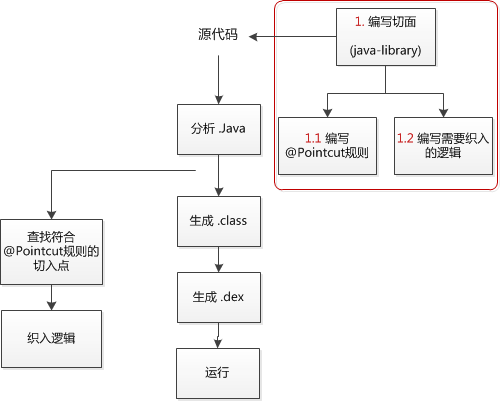 源代码
1. 编写切面
(java-library)
1.1 编写
@Pointcut规则
1.2 编写需要织入
的逻辑
分析 .Java
生成 .class
查找符合
@Pointcut规则的
切入点
生成 .dex
织入逻辑
运行